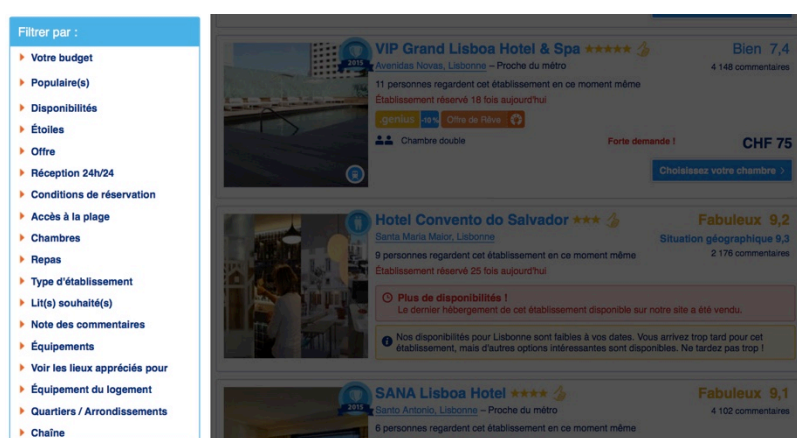 Filtrer par :
Votre budget
Populaire(s)
Disponibilités
Étoiles
Offre
Réception 24h/24
Conditions de réservation
Accès à la plage
Chambres
Repas
Type d'établissement
Lit(s) souhaité(s)
Note des commentaires
Équipements
Voir les lieux appréciés pour
Équipement du logement
Quartiers / Arrondissements
Chaîne
2015
VIP Grand Lisboa Hotel & Spa
Bien 7,4
Avenidas Novas, Lisbonne – Proche du métro
4 148 commentaires
11 personnes regardent cet établissement en ce moment même
Établissement réservé 18 fois aujourd'hui
.genius -10% Offre de Rêve
Chambre double
Forte demande !
CHF 75
Choisissez votre chambre >
Hotel Convento do Salvador
Fabuleux 9,2
Santa Maria Maior, Lisbonne
Situation géographique 9,3
9 personnes regardent cet établissement en ce moment même
2 176 commentaires
Établissement réservé 25 fois aujourd'hui
Plus de disponibilités !
Le dernier hébergement de cet établissement disponible sur notre site a été vendu.
Nos disponibilités pour Lisbonne sont faibles à vos dates. Vous arrivez trop tard pour cet
établissement, mais d'autres options intéressantes sont disponibles. Ne tardez pas trop !
2015
SANA Lisboa Hotel
Fabuleux 9,1
Santo Antonio, Lisbonne – Proche du métro
4 102 commentaires
6 personnes regardent cet établissement en ce moment même